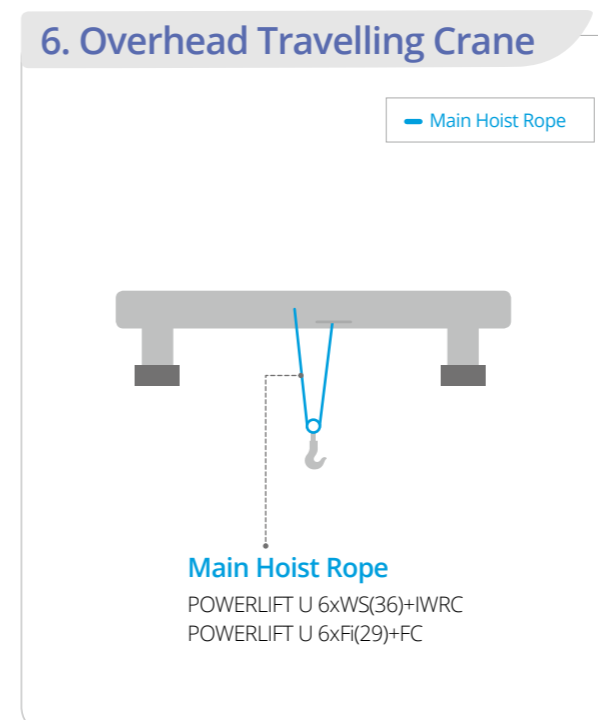 6. Overhead Travelling Crane
Main Hoist Rope
Main Hoist Rope
POWERLIFT U 6xWS(36)+IWRC
POWERLIFT U 6xFi(29)+FC